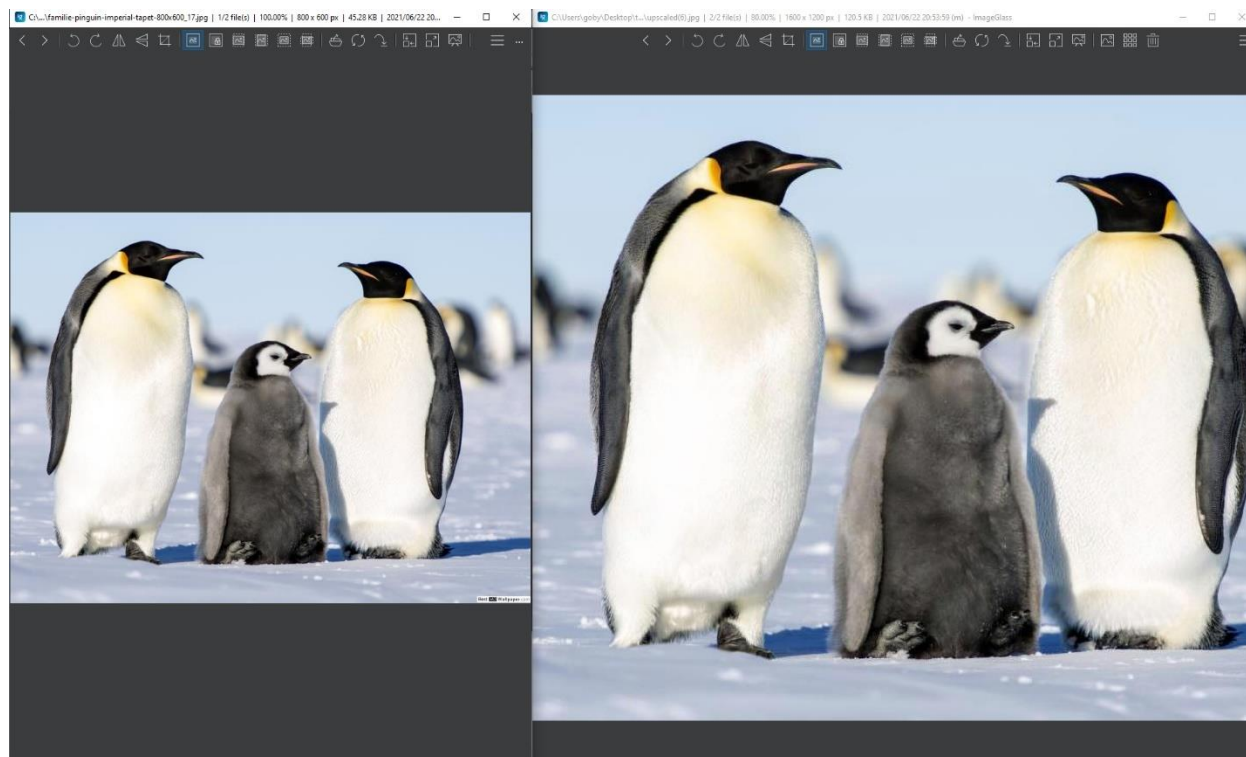 C:\...\familie-pinguin-imperial-tapet-800x600_17.jpg | 1/2 file(s) | 100.00% | 800 x 600 px | 45.28 KB | 2021/06/22 20...
C:\Users\goby\Desktop\t...\upscaled(6).jpg | 2/2 file(s) | 80.00% | 1600 x 1200 px | 120.5 KB | 2021/06/22 20:53:59 (m) - ImageGlass
Wallpaper